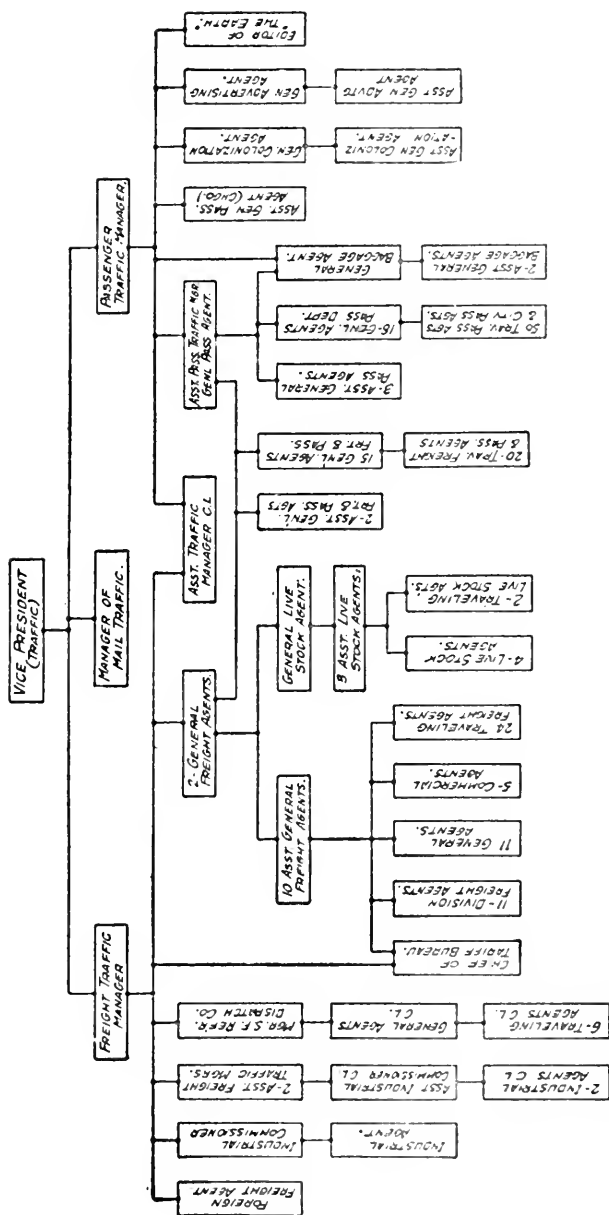 VICE PRESIDENT
(TRAFFIC)
FREIGHT TRAFFIC
MANAGER
MANAGER OF
MAIL TRAFFIC.
PASSENGER
TRAFFIC MANAGER.
FOREIGN
FREIGHT AGENT.
INDUSTRIAL
COMMISSIONER
INDUSTRIAL
AGENT.
2-ASST. FREIGHT
TRAFFIC MGRS.
ASST INDUSTRIAL
COMMISSIONER C.L.
2-INDUSTRIAL
AGENTS C L
MGR. S.F. REFR.
DISPATCH CO.
GENERAL AGENTS
C.L.
6-TRAVELING
AGENTS C.L.
CHIEF OF
TARIFF BUREAU.
2-GENERAL
FREIGHT AGENTS.
10 ASST. GENERAL
FREIGHT AGENTS.
11-DIVISION
FREIGHT AGENTS.
11 GENERAL
AGENTS.
5-COMMERCIAL
AGENTS.
24 TRAVELING
FREIGHT AGENTS.
GENERAL LIVE
STOCK AGENT.
8 ASST. LIVE
STOCK AGENTS.
4-LIVE STOCK
AGENTS.
2-TRAVELING
LIVE STOCK AGTS.
ASST. TRAFFIC
MANAGER C.L.
2-ASST. GEN'L.
FRT. & PASS. AGTS
15 GENL. AGENTS
FRT. & PASS.
20-TRAV. FREIGHT
& PASS. AGENTS
ASST. PASS. TRAFFIC MGR.
GENL PASS. AGENT.
3-ASST. GENERAL
PASS AGENTS.
16-GENL. AGENTS
PASS DEPT.
50 TRAV. PASS AGTS
& CITY PASS AGTS.
GENERAL
BAGGAGE AGENT.
2-ASST GENERAL
BAGGAGE AGENTS.
ASST. GEN PASS.
AGENT (CHGO.)
GEN. COLONIZATION
AGENT.
ASST GEN COLONIZ
-ATION AGENT.
GEN ADVERTISING
AGENT.
ASST GEN ADVTG
AGENT
EDITOR OF
"THE EARTH".